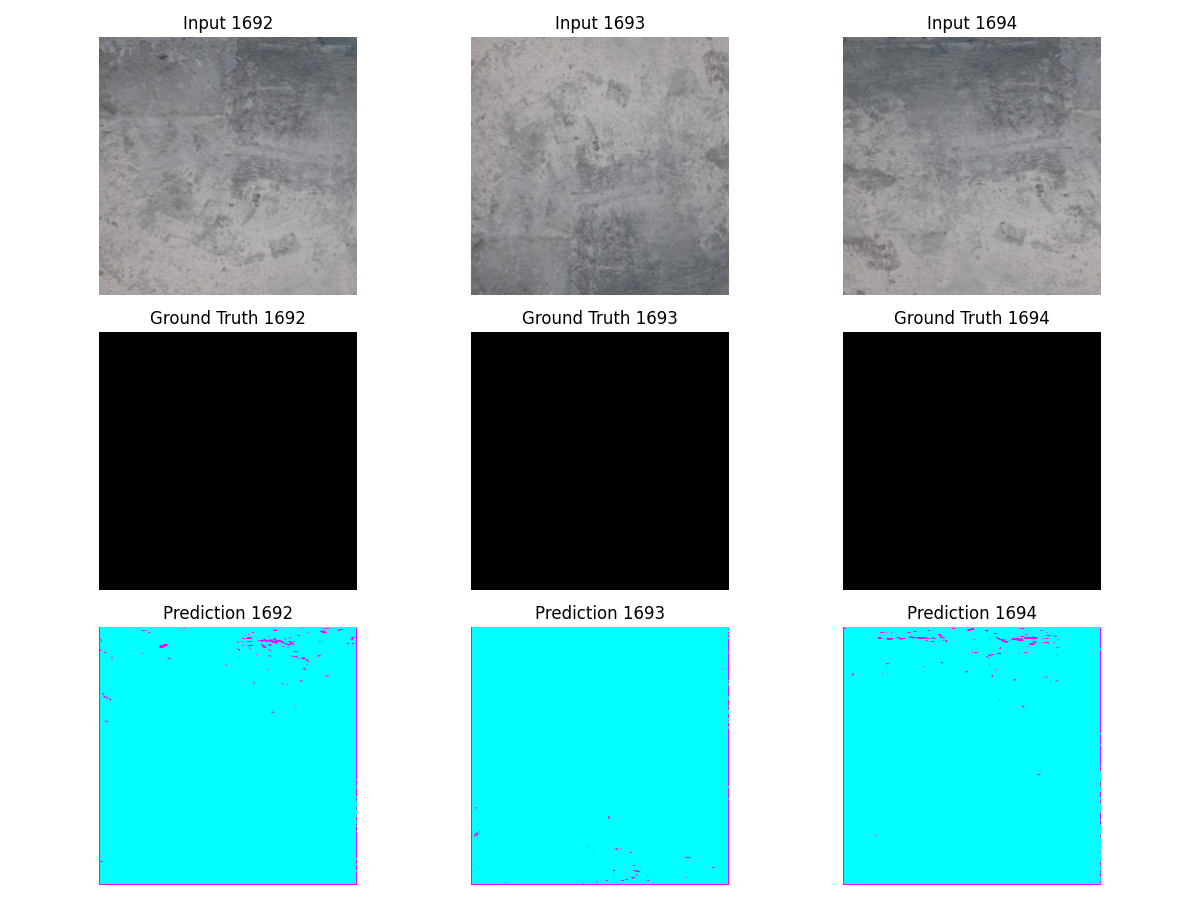 Input 1692
Input 1693
Input 1694
Ground Truth 1692
Ground Truth 1693
Ground Truth 1694
Prediction 1692
Prediction 1693
Prediction 1694